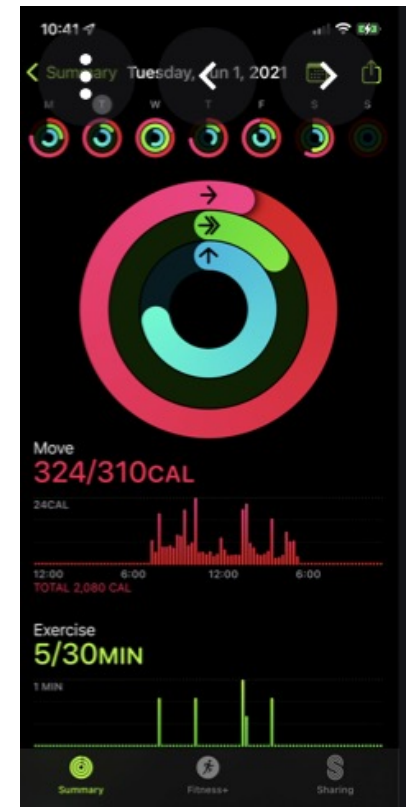 10:41
Summary Tuesday, Jun 1, 2021
M T W T F S S
Move
324/310CAL
24CAL
12:00 6:00 12:00 6:00
TOTAL 2,080 CAL
Exercise
5/30MIN
1 MIN
Summary Fitness+ Sharing